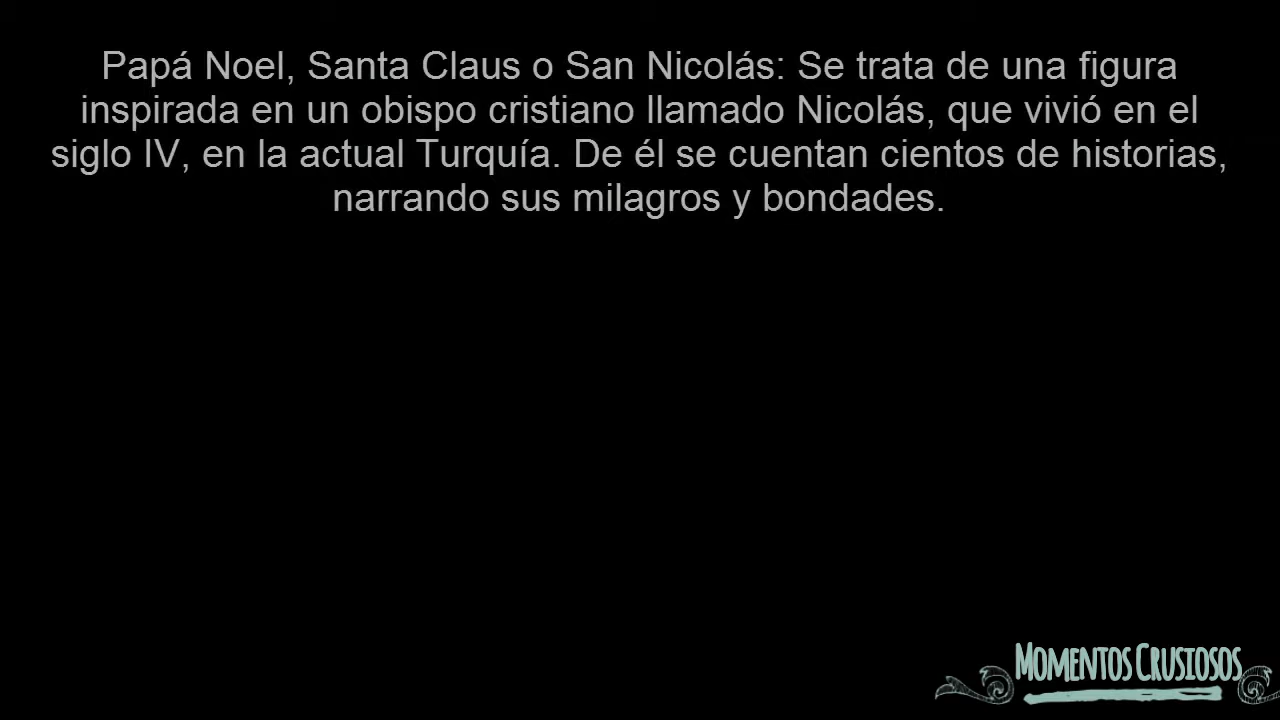 Papá Noel, Santa Claus o San Nicolás: Se trata de una figura
inspirada en un obispo cristiano llamado Nicolás, que vivió en el
siglo IV, en la actual Turquía. De él se cuentan cientos de historias,
narrando sus milagros y bondades.
Momentos Crusiosos